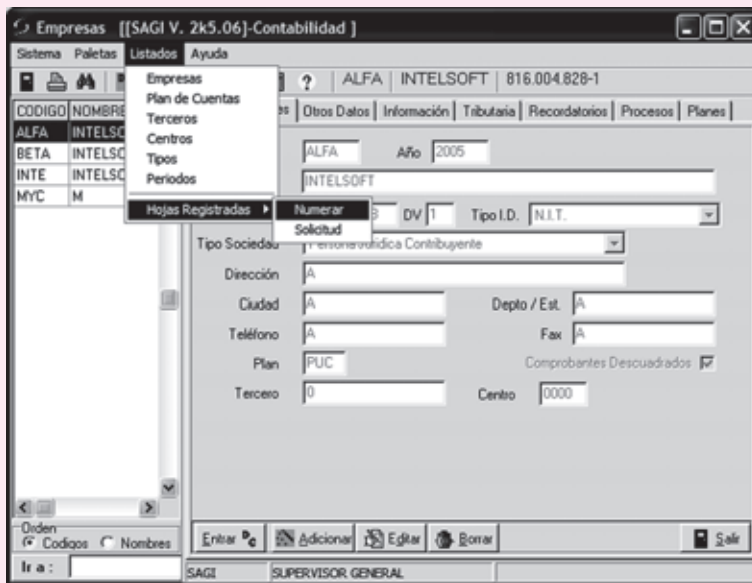 Empresas [[SAGI V. 2k5.06]-Contabilidad ]
Sistema Paletas Listados Ayuda
ALFA INTELSOFT 816.004.828-1
Empresas
Plan de Cuentas
Terceros
Centros
Tipos
Periodos
Hojas Registradas
Numerar
Solicitud
CODIGO NOMBRE
ALFA INTELSO
BETA INTELSC
INTE INTELSC
MYC M
Otros Datos Información Tributaria Recordatorios Procesos Planes
ALFA Año 2005
INTELSOFT
DV 1 Tipo I.D. N.I.T.
Tipo Sociedad Persona Juridica Contribuyente
Dirección A
Ciudad A Depto / Est. A
Teléfono A Fax A
Plan PUC Comprobantes Descuadrados
Tercero 0 Centro 0000
Orden
Codigos Nombres
Entrar Adicionar Editar Borrar Salir
Ir a :
SAGI SUPERVISOR GENERAL